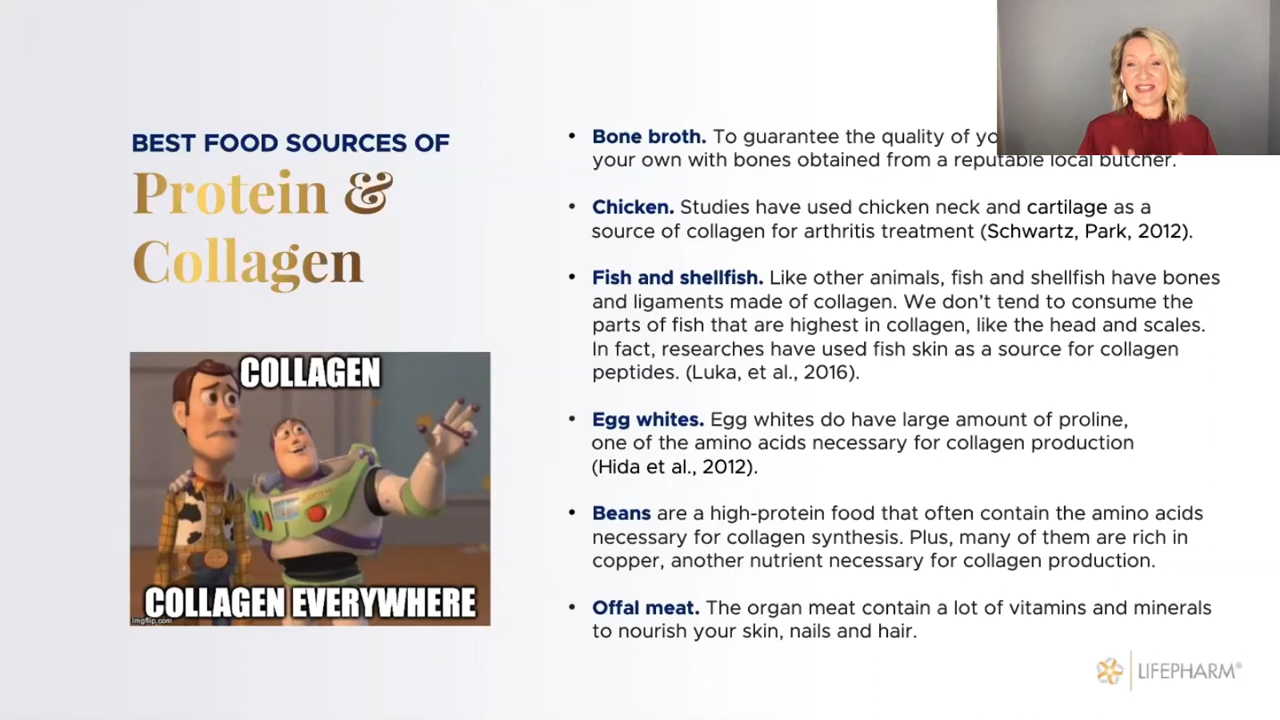 BEST FOOD SOURCES OF
Protein &
Collagen
COLLAGEN
COLLAGEN EVERYWHERE
imgflip.com
• Bone broth. To guarantee the quality of
your own with bones obtained from a reputable local butcher.
• Chicken. Studies have used chicken neck and cartilage as a
source of collagen for arthritis treatment (Schwartz, Park, 2012).
• Fish and shellfish. Like other animals, fish and shellfish have bones
and ligaments made of collagen. We don’t tend to consume the
parts of fish that are highest in collagen, like the head and scales.
In fact, researches have used fish skin as a source for collagen
peptides. (Luka, et al., 2016).
• Egg whites. Egg whites do have large amount of proline,
one of the amino acids necessary for collagen production
(Hida et al., 2012).
• Beans are a high-protein food that often contain the amino acids
necessary for collagen synthesis. Plus, many of them are rich in
copper, another nutrient necessary for collagen production.
• Offal meat. The organ meat contain a lot of vitamins and minerals
to nourish your skin, nails and hair.
LIFEPHARM®